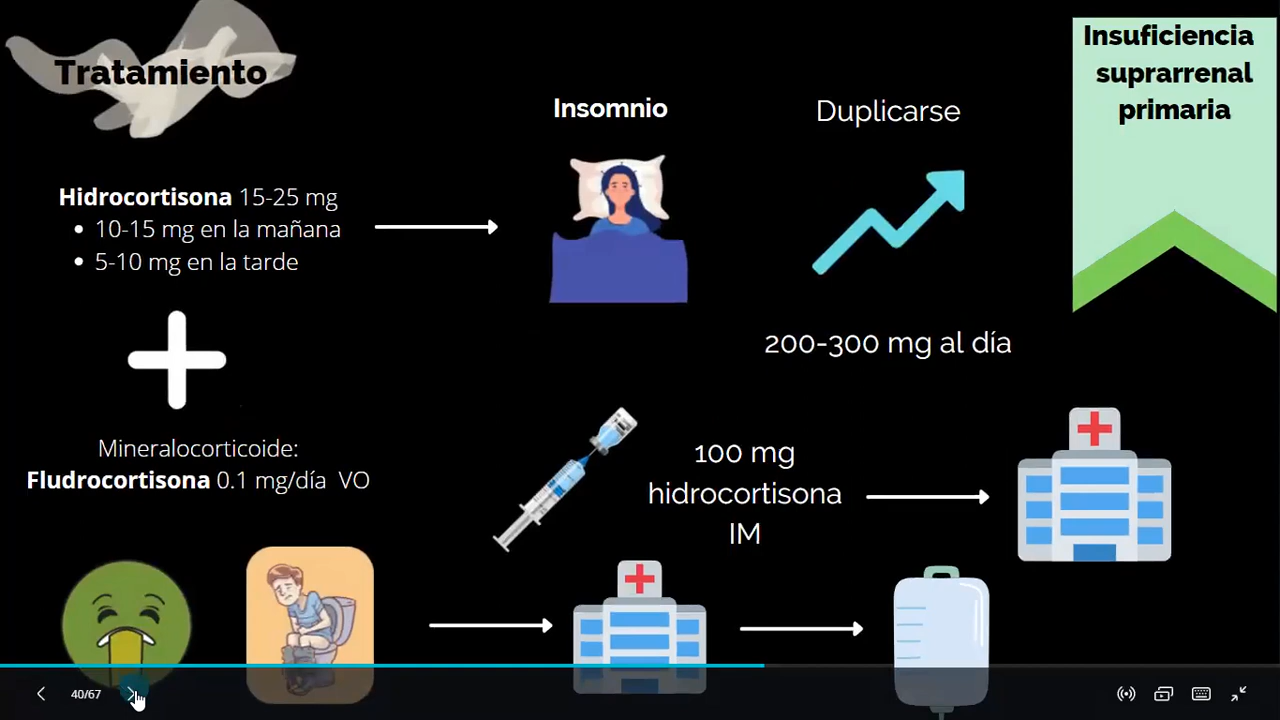 Tratamiento
Insuficiencia
suprarrenal
primaria
Insomnio
Duplicarse
Hidrocortisona 15-25 mg
• 10-15 mg en la mañana
• 5-10 mg en la tarde
200-300 mg al día
Mineralocorticoide:
Fludrocortisona 0.1 mg/día VO
100 mg
hidrocortisona
IM
40/67